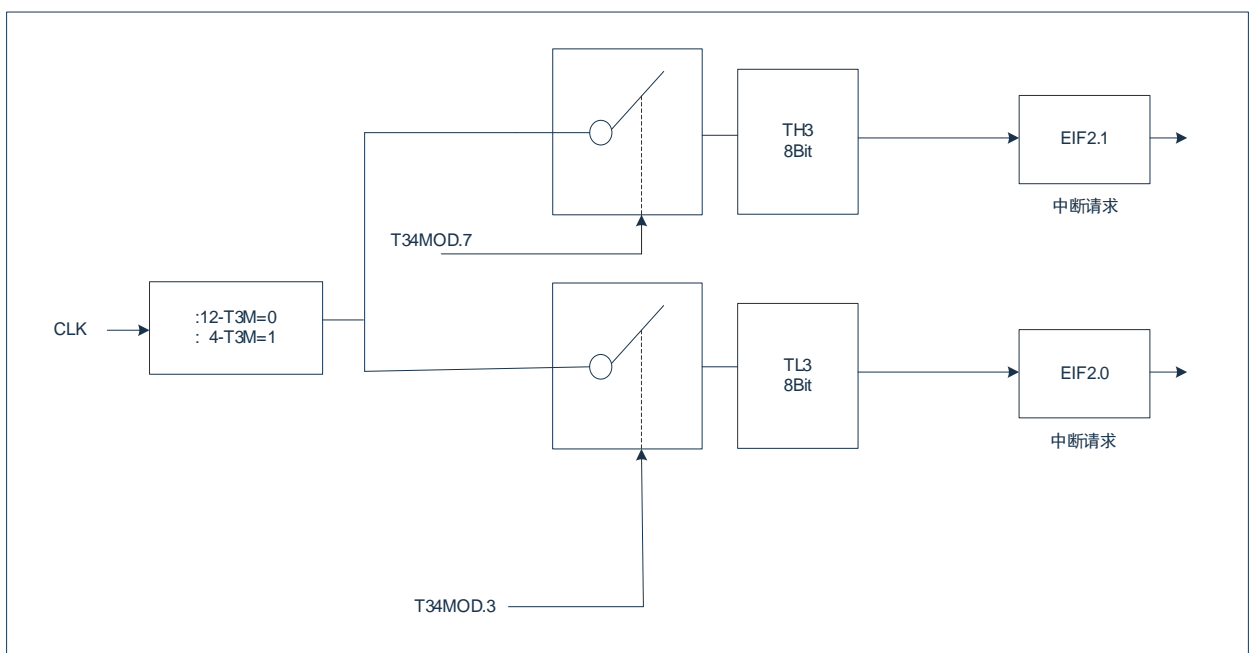 TH3
8Bit
EIF2.1
中断请求
T34MOD.7
CLK
:12-T3M=0
: 4-T3M=1
TL3
8Bit
EIF2.0
中断请求
T34MOD.3